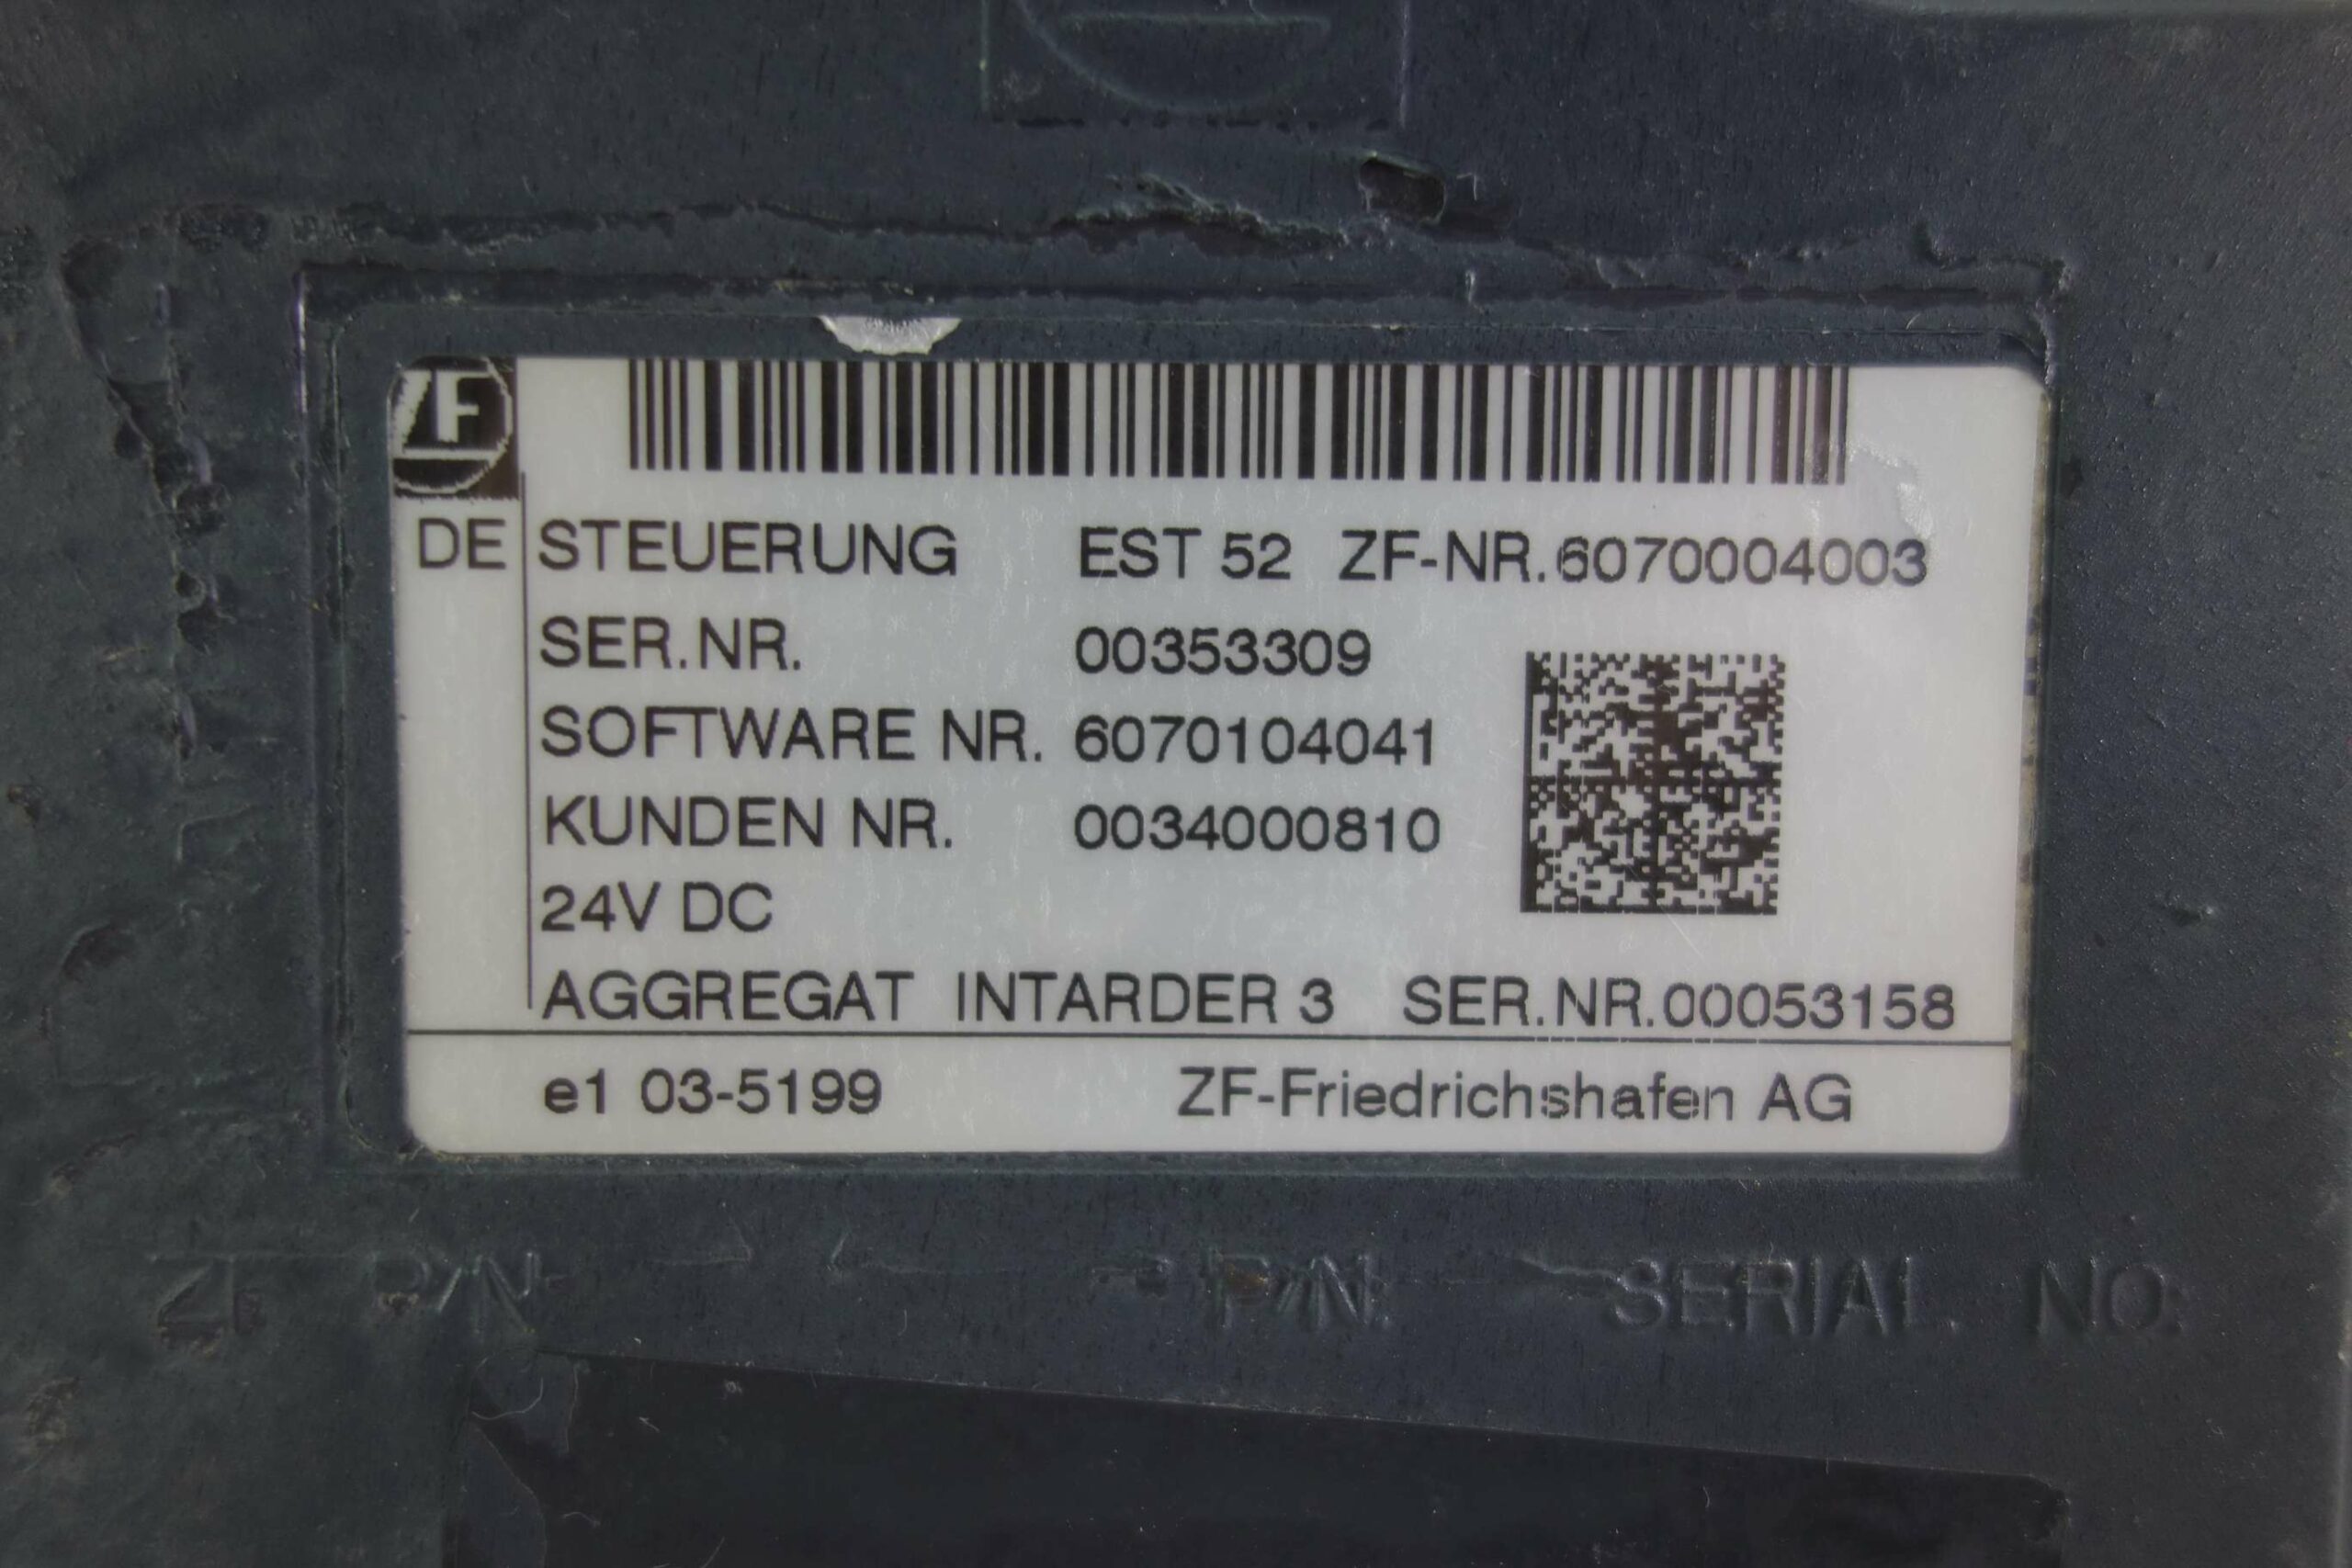 ZF
DE STEUERUNG EST 52 ZF-NR.6070004003
SER.NR. 00353309
SOFTWARE NR. 6070104041
KUNDEN NR. 0034000810
24V DC
AGGREGAT INTARDER 3 SER.NR.00053158
e1 03-5199 ZF-Friedrichshafen AG
ZF P/N P/N: SERIAL NO: